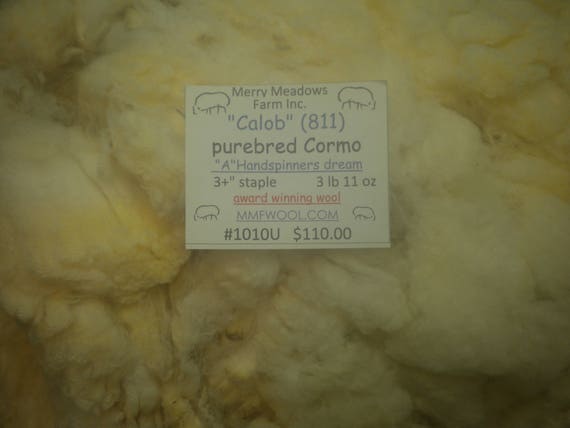 Merry Meadows
Farm Inc.
"Calob" (811)
purebred Cormo
"A"Handspinners dream
3+" staple 3 lb 11 oz
award winning wool
MMFWOOL.COM
#1010U $110.00